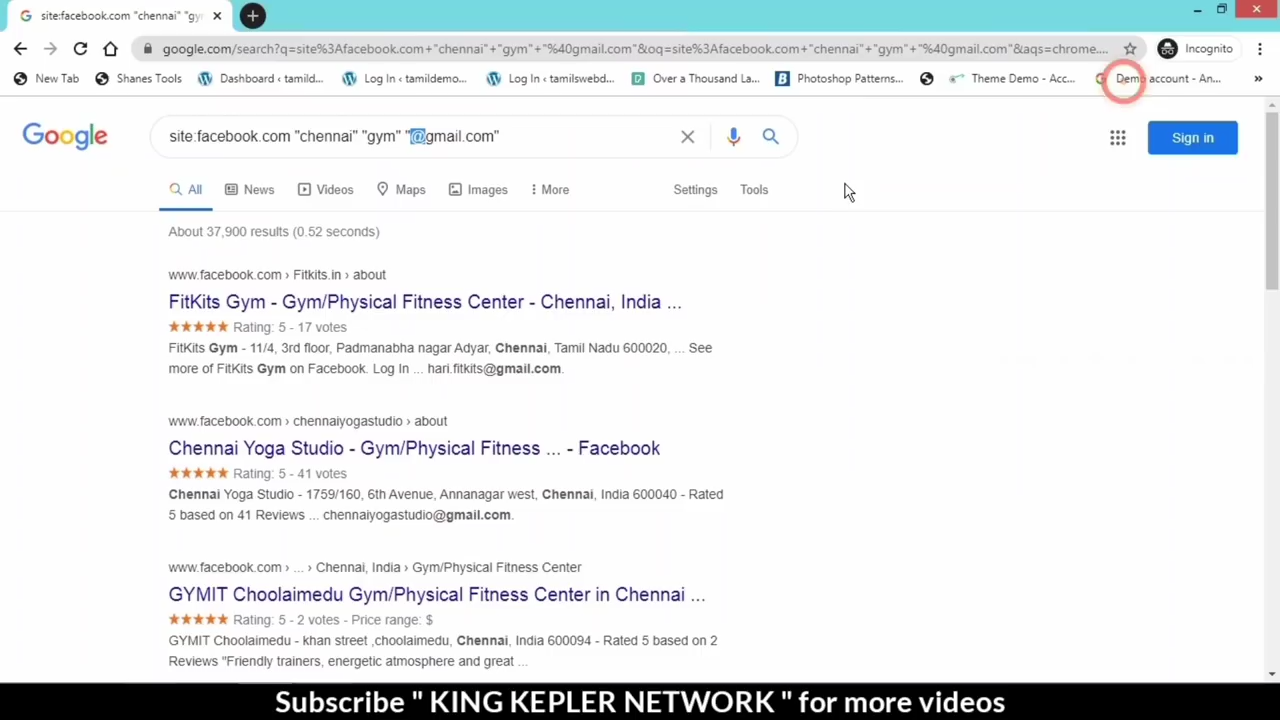 site:facebook.com "chennai" "gy
google.com/search?q=site%3Afacebook.com+"chennai"+"gym"+"%40gmail.com"&oq=site%3Afacebook.com+"chennai"+"gym"+"%40gmail.com"&aqs=chrome....
Incognito
New Tab
Shanes Tools
Dashboard ‹ tamild...
Log In ‹ tamildemo...
Log In ‹ tamilswebd...
Over a Thousand La...
Photoshop Patterns...
Theme Demo - Acc...
Demo account - An...
»
Google
site:facebook.com "chennai" "gym" "@gmail.com"
Sign in
All
News
Videos
Maps
Images
More
Settings
Tools
About 37,900 results (0.52 seconds)
www.facebook.com › Fitkits.in › about
FitKits Gym - Gym/Physical Fitness Center - Chennai, India ...
Rating: 5 - 17 votes
FitKits Gym - 11/4, 3rd floor, Padmanabha nagar Adyar, Chennai, Tamil Nadu 600020, ... See
more of FitKits Gym on Facebook. Log In ... hari.fitkits@gmail.com.
www.facebook.com › chennaiyogastudio › about
Chennai Yoga Studio - Gym/Physical Fitness ... - Facebook
Rating: 5 - 41 votes
Chennai Yoga Studio - 1759/160, 6th Avenue, Annanagar west, Chennai, India 600040 - Rated
5 based on 41 Reviews ... chennaiyogastudio@gmail.com.
www.facebook.com › ... › Chennai, India › Gym/Physical Fitness Center
GYMIT Choolaimedu Gym/Physical Fitness Center in Chennai ...
Rating: 5 - 2 votes - Price range: $
GYMIT Choolaimedu - khan street ,choolaimedu, Chennai, India 600094 - Rated 5 based on 2
Reviews "Friendly trainers, energetic atmosphere and great ...
Subscribe " KING KEPLER NETWORK " for more videos